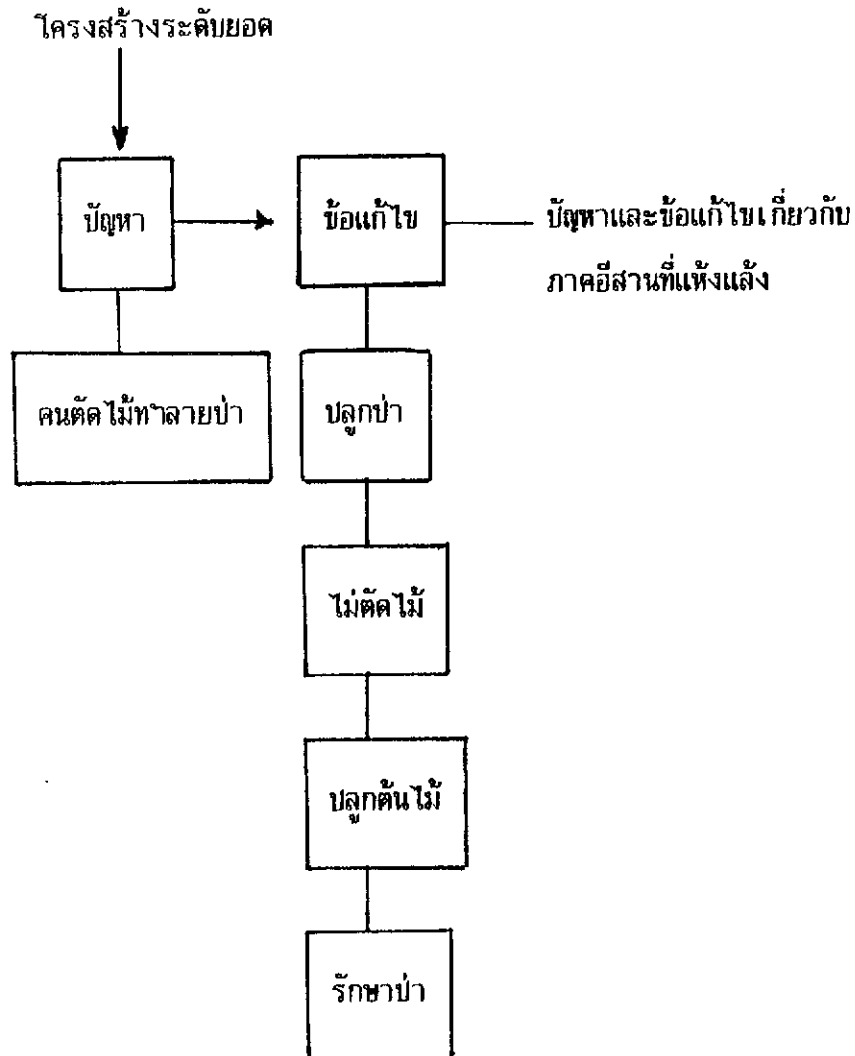 โครงสร้างระดับยอด
ปัญหา
ข้อแก้ไข
ปัญหาและข้อแก้ไขเกี่ยวกับ
ภาคอีสานที่แห้งแล้ง
คนตัดไม้ทำลายป่า
ปลูกป่า
ไม่ตัดไม้
ปลูกต้นไม้
รักษาป่า